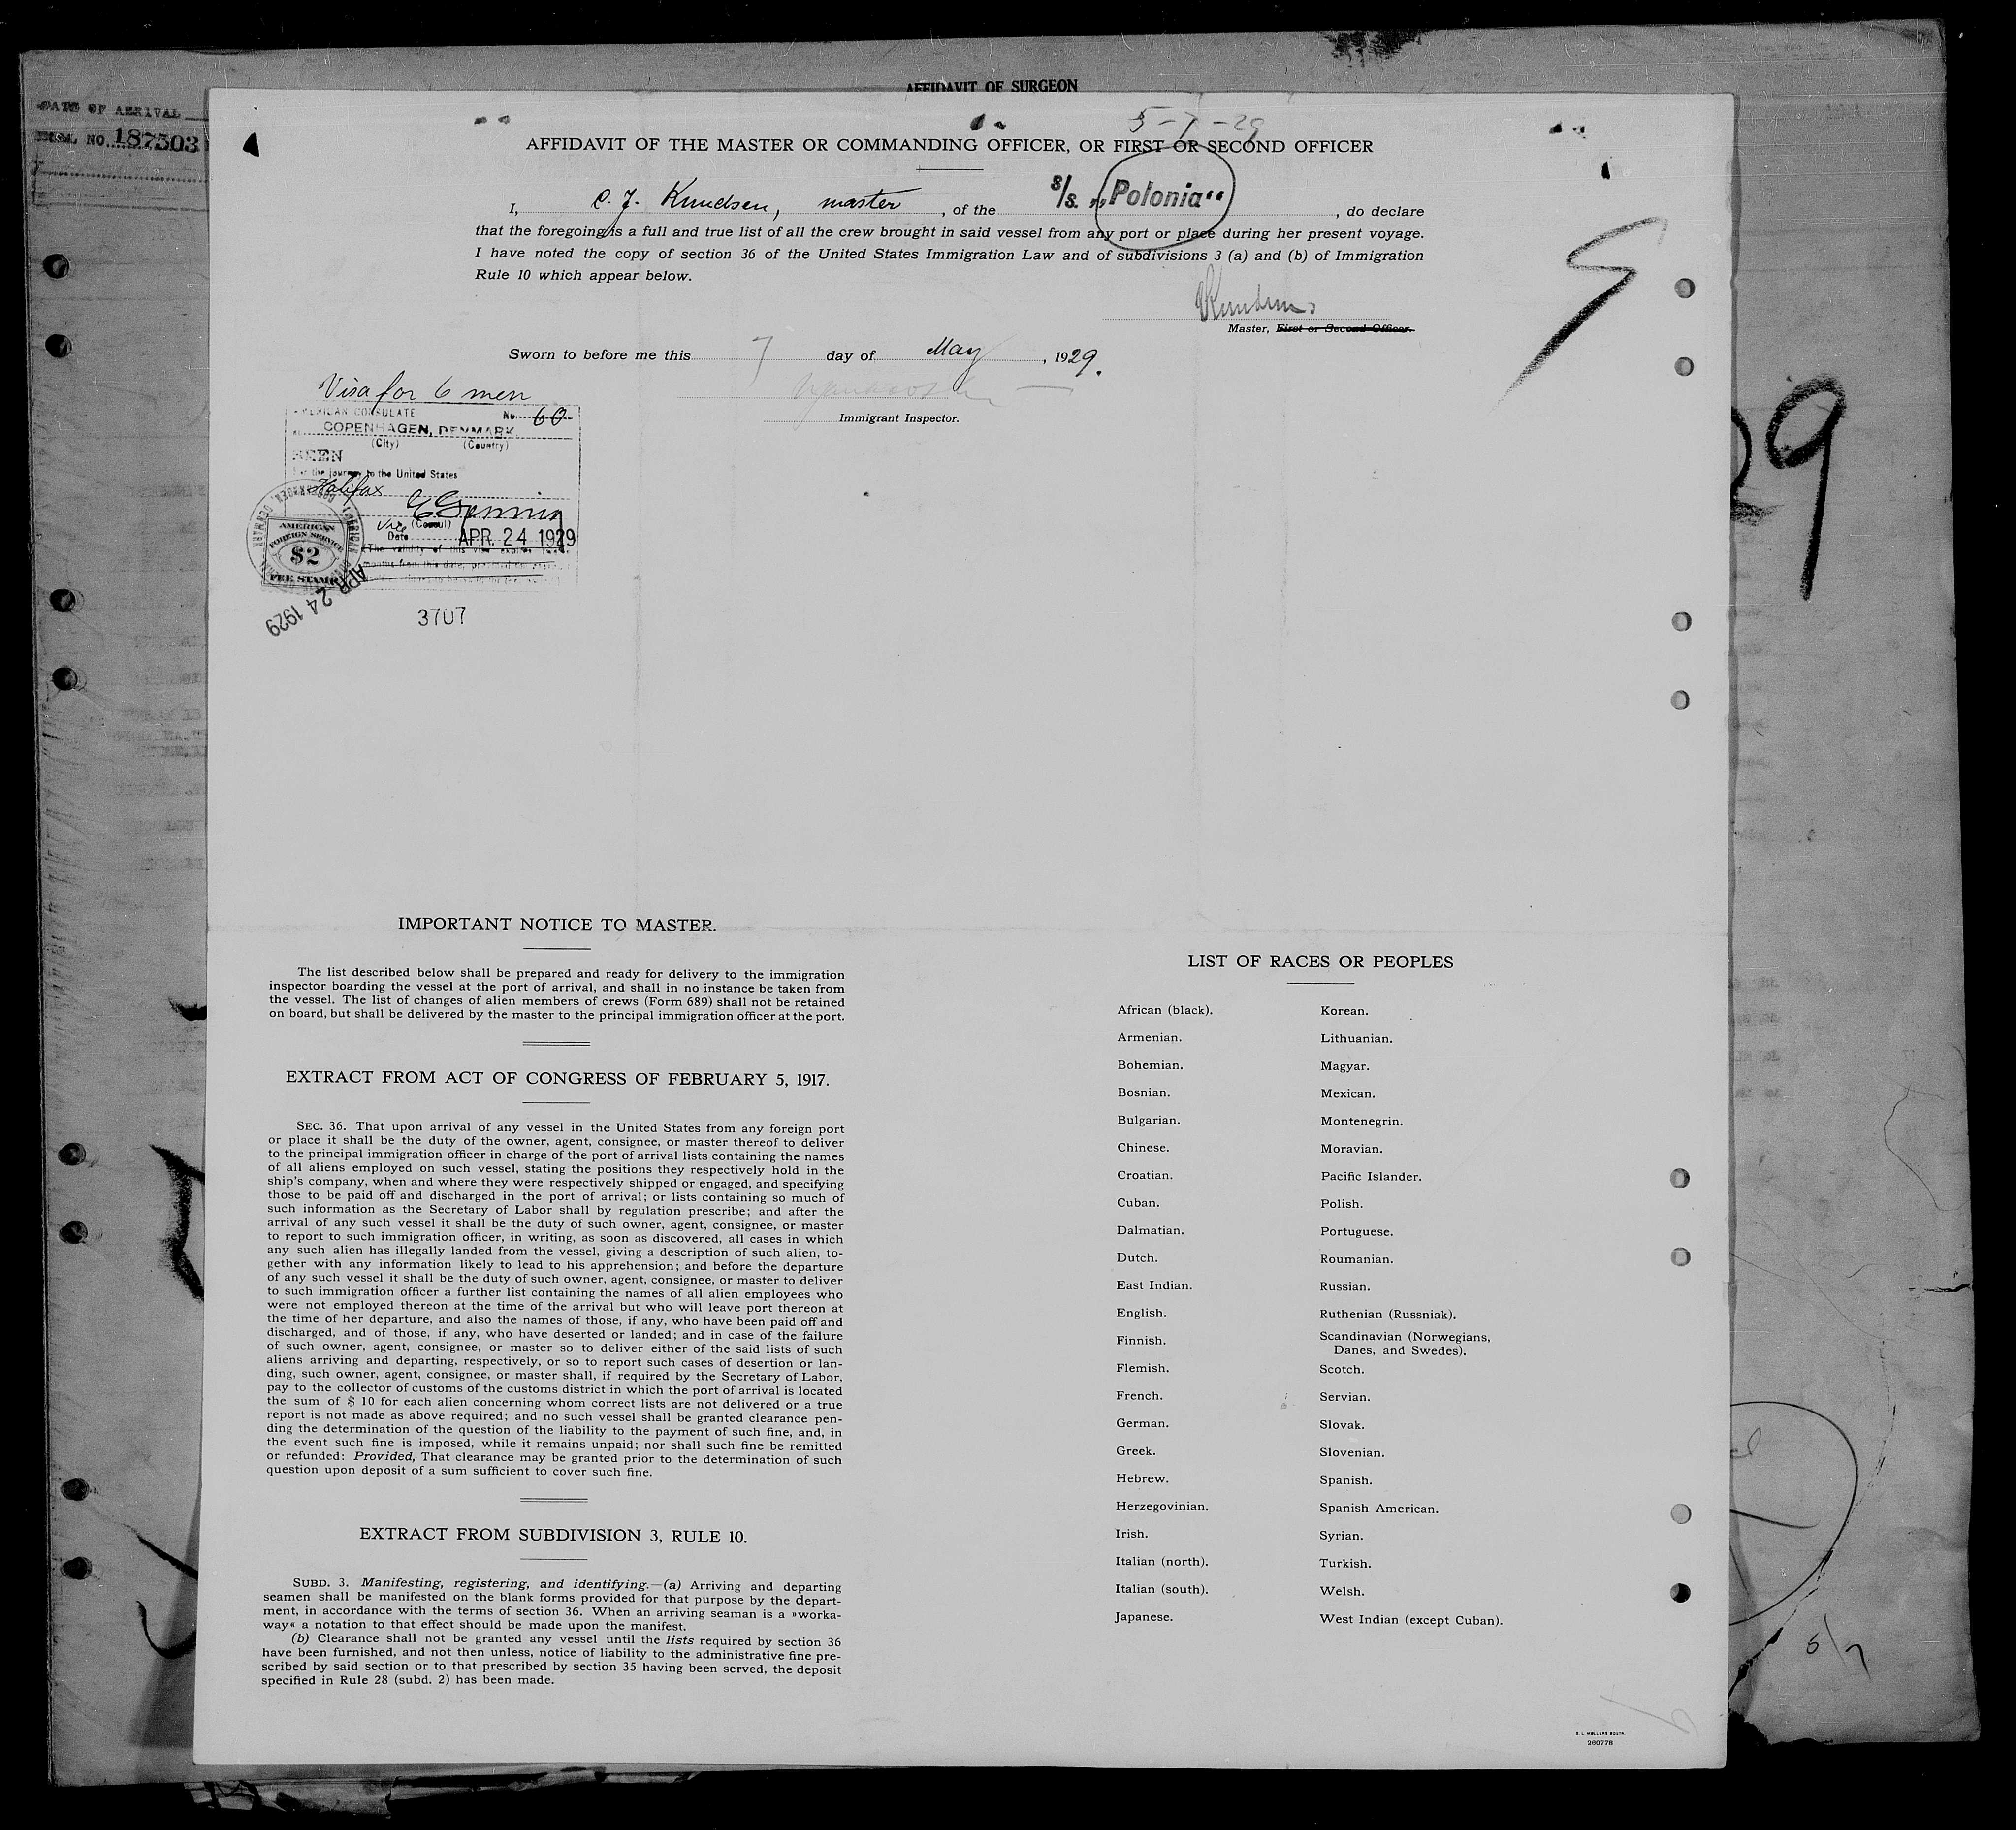 AFFIDAVIT OF SURGEON
DATE OF ARRIVAL
NO. 187503
5-7-29
AFFIDAVIT OF THE MASTER OR COMMANDING OFFICER, OR FIRST OR SECOND OFFICER
I, C. J. Knudsen, master, of the S/S. „Polonia“, do declare
that the foregoing is a full and true list of all the crew brought in said vessel from any port or place during her present voyage.
I have noted the copy of section 36 of the United States Immigration Law and of subdivisions 3 (a) and (b) of Immigration
Rule 10 which appear below.
Knudsen
Master, First or Second Officer.
Sworn to before me this 7 day of May, 1929.
Immigrant Inspector.
Visa for 6 men
AMERICAN CONSULATE
No. 60
COPENHAGEN, DENMARK
(City) (Country)
SEEN
For the journey to the United States
Halifax
Vice (Consul)
Date APR. 24 1929
The validity of this visa expires
months from this date,
AMERICAN
FOREIGN SERVICE
$2
FEE STAMP
APR 24 1929
3707
29
IMPORTANT NOTICE TO MASTER.
The list described below shall be prepared and ready for delivery to the immigration
inspector boarding the vessel at the port of arrival, and shall in no instance be taken from
the vessel. The list of changes of alien members of crews (Form 689) shall not be retained
on board, but shall be delivered by the master to the principal immigration officer at the port.
EXTRACT FROM ACT OF CONGRESS OF FEBRUARY 5, 1917.
SEC. 36. That upon arrival of any vessel in the United States from any foreign port
or place it shall be the duty of the owner, agent, consignee, or master thereof to deliver
to the principal immigration officer in charge of the port of arrival lists containing the names
of all aliens employed on such vessel, stating the positions they respectively hold in the
ship's company, when and where they were respectively shipped or engaged, and specifying
those to be paid off and discharged in the port of arrival; or lists containing so much of
such information as the Secretary of Labor shall by regulation prescribe; and after the
arrival of any such vessel it shall be the duty of such owner, agent, consignee, or master
to report to such immigration officer, in writing, as soon as discovered, all cases in which
any such alien has illegally landed from the vessel, giving a description of such alien, to-
gether with any information likely to lead to his apprehension; and before the departure
of any such vessel it shall be the duty of such owner, agent, consignee, or master to deliver
to such immigration officer a further list containing the names of all alien employees who
were not employed thereon at the time of the arrival but who will leave port thereon at
the time of her departure, and also the names of those, if any, who have been paid off and
discharged, and of those, if any, who have deserted or landed; and in case of the failure
of such owner, agent, consignee, or master so to deliver either of the said lists of such
aliens arriving and departing, respectively, or so to report such cases of desertion or lan-
ding, such owner, agent, consignee, or master shall, if required by the Secretary of Labor,
pay to the collector of customs of the customs district in which the port of arrival is located
the sum of $ 10 for each alien concerning whom correct lists are not delivered or a true
report is not made as above required; and no such vessel shall be granted clearance pen-
ding the determination of the question of the liability to the payment of such fine, and, in
the event such fine is imposed, while it remains unpaid; nor shall such fine be remitted
or refunded: Provided, That clearance may be granted prior to the determination of such
question upon deposit of a sum sufficient to cover such fine.
EXTRACT FROM SUBDIVISION 3, RULE 10.
SUBD. 3. Manifesting, registering, and identifying.—(a) Arriving and departing
seamen shall be manifested on the blank forms provided for that purpose by the depart-
ment, in accordance with the terms of section 36. When an arriving seaman is a »worka-
way« a notation to that effect should be made upon the manifest.
(b) Clearance shall not be granted any vessel until the lists required by section 36
have been furnished, and not then unless, notice of liability to the administrative fine pre-
scribed by said section or to that prescribed by section 35 having been served, the deposit
specified in Rule 28 (subd. 2) has been made.
LIST OF RACES OR PEOPLES
African (black).
Armenian.
Bohemian.
Bosnian.
Bulgarian.
Chinese.
Croatian.
Cuban.
Dalmatian.
Dutch.
East Indian.
English.
Finnish.
Flemish.
French.
German.
Greek.
Hebrew.
Herzegovinian.
Irish.
Italian (north).
Italian (south).
Japanese.
Korean.
Lithuanian.
Magyar.
Mexican.
Montenegrin.
Moravian.
Pacific Islander.
Polish.
Portuguese.
Roumanian.
Russian.
Ruthenian (Russniak).
Scandinavian (Norwegians,
Danes, and Swedes).
Scotch.
Servian.
Slovak.
Slovenian.
Spanish.
Spanish American.
Syrian.
Turkish.
Welsh.
West Indian (except Cuban).
5/7
260778